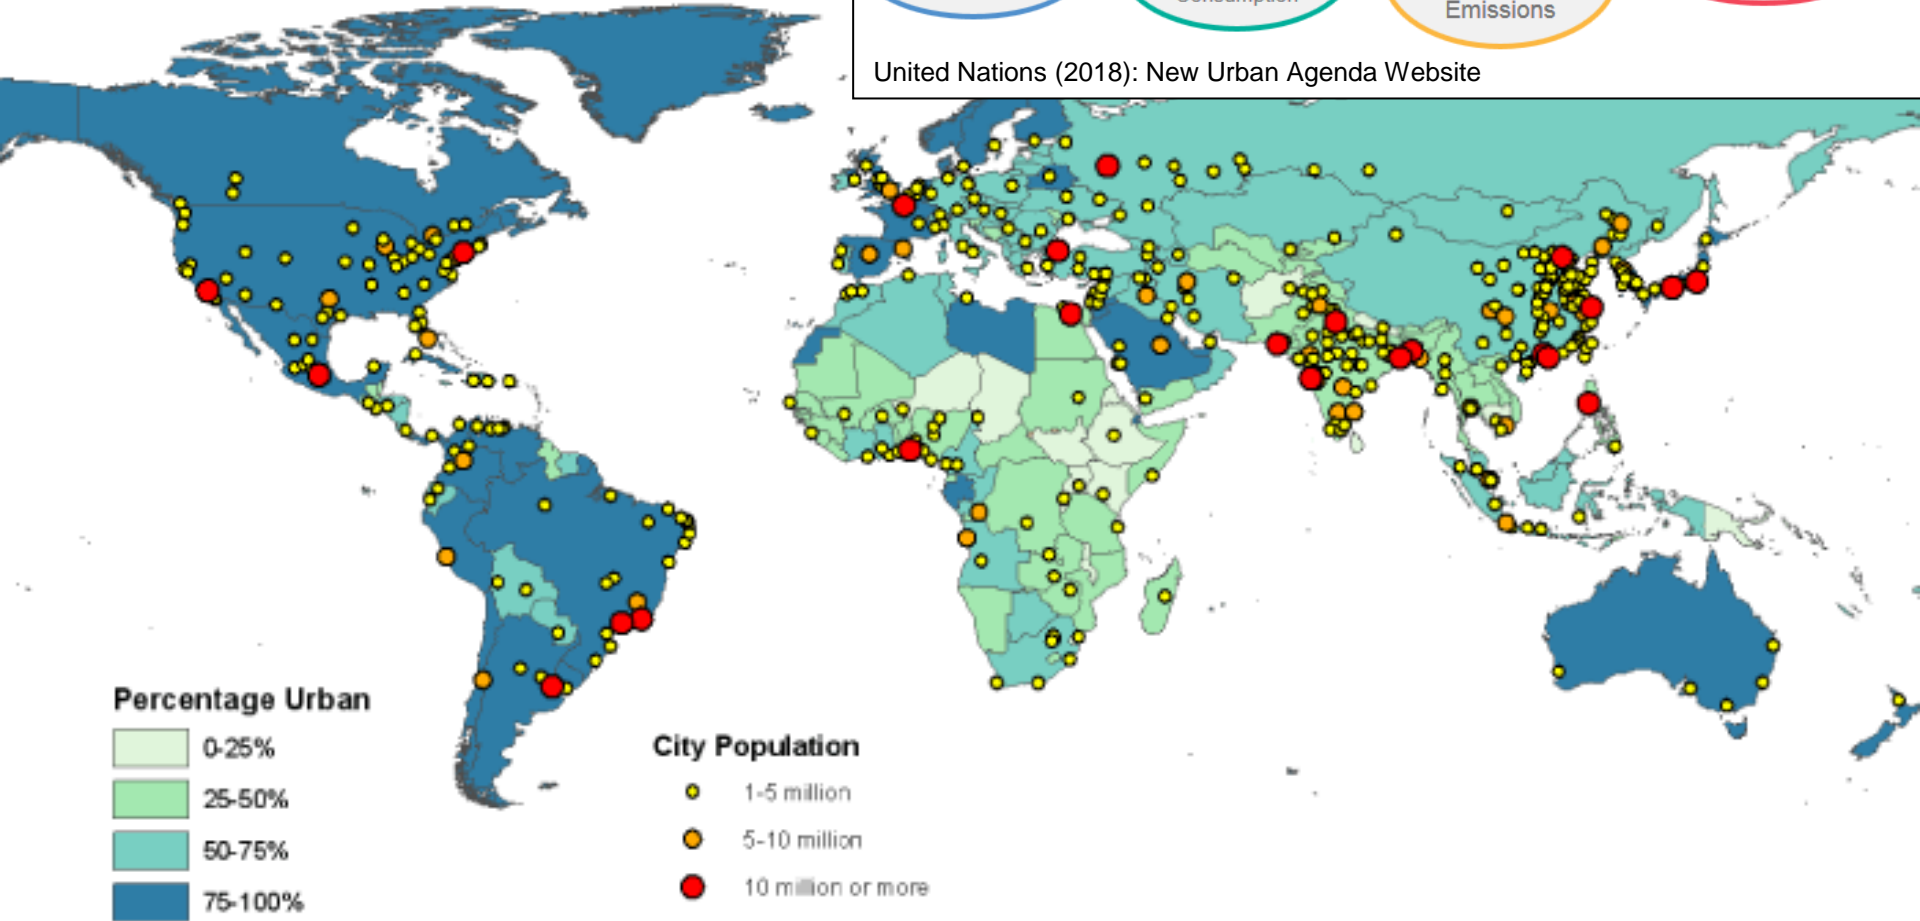 Consumption
Emissions
United Nations (2018): New Urban Agenda Website
Percentage Urban
0-25%
25-50%
50-75%
75-100%
City Population
1-5 million
5-10 million
10 million or more